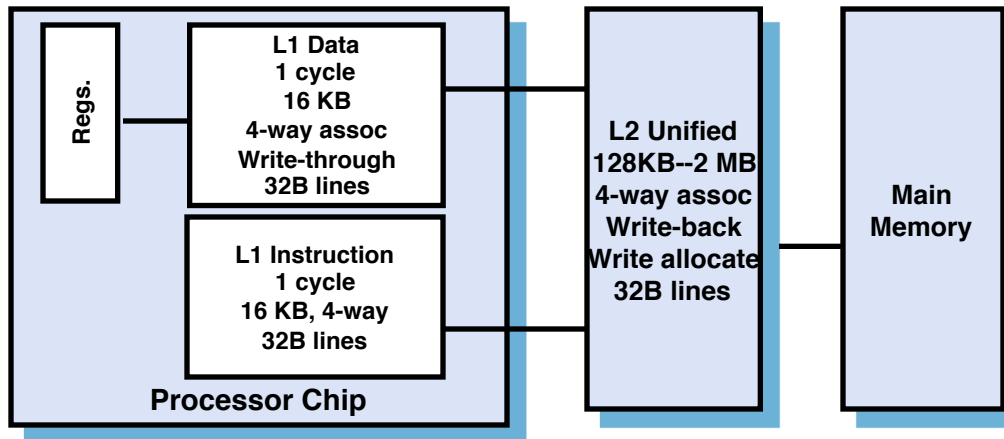 Regs.
L1 Data
1 cycle
16 KB
4-way assoc
Write-through
32B lines
L1 Instruction
1 cycle
16 KB, 4-way
32B lines
Processor Chip
L2 Unified
128KB--2 MB
4-way assoc
Write-back
Write allocate
32B lines
Main
Memory